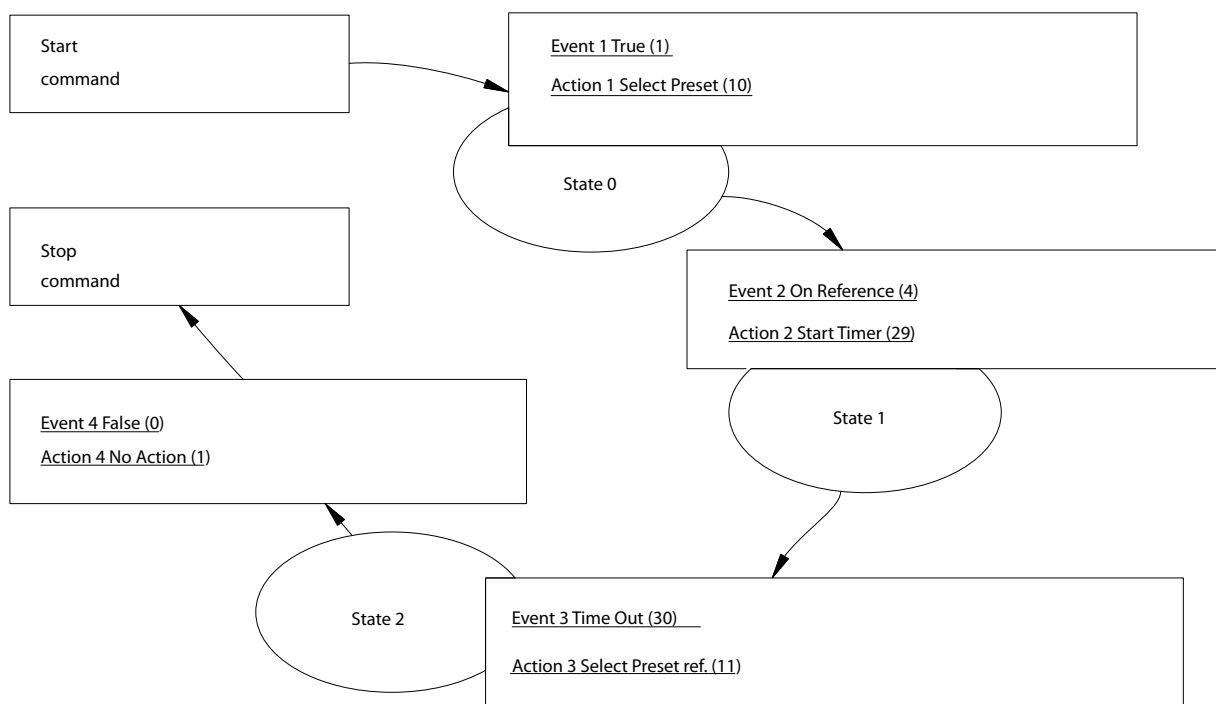 Start
command
Event 1 True (1)
Action 1 Select Preset (10)
State 0
Stop
command
Event 2 On Reference (4)
Action 2 Start Timer (29)
State 1
Event 4 False (0)
Action 4 No Action (1)
State 2
Event 3 Time Out (30)
Action 3 Select Preset ref. (11)